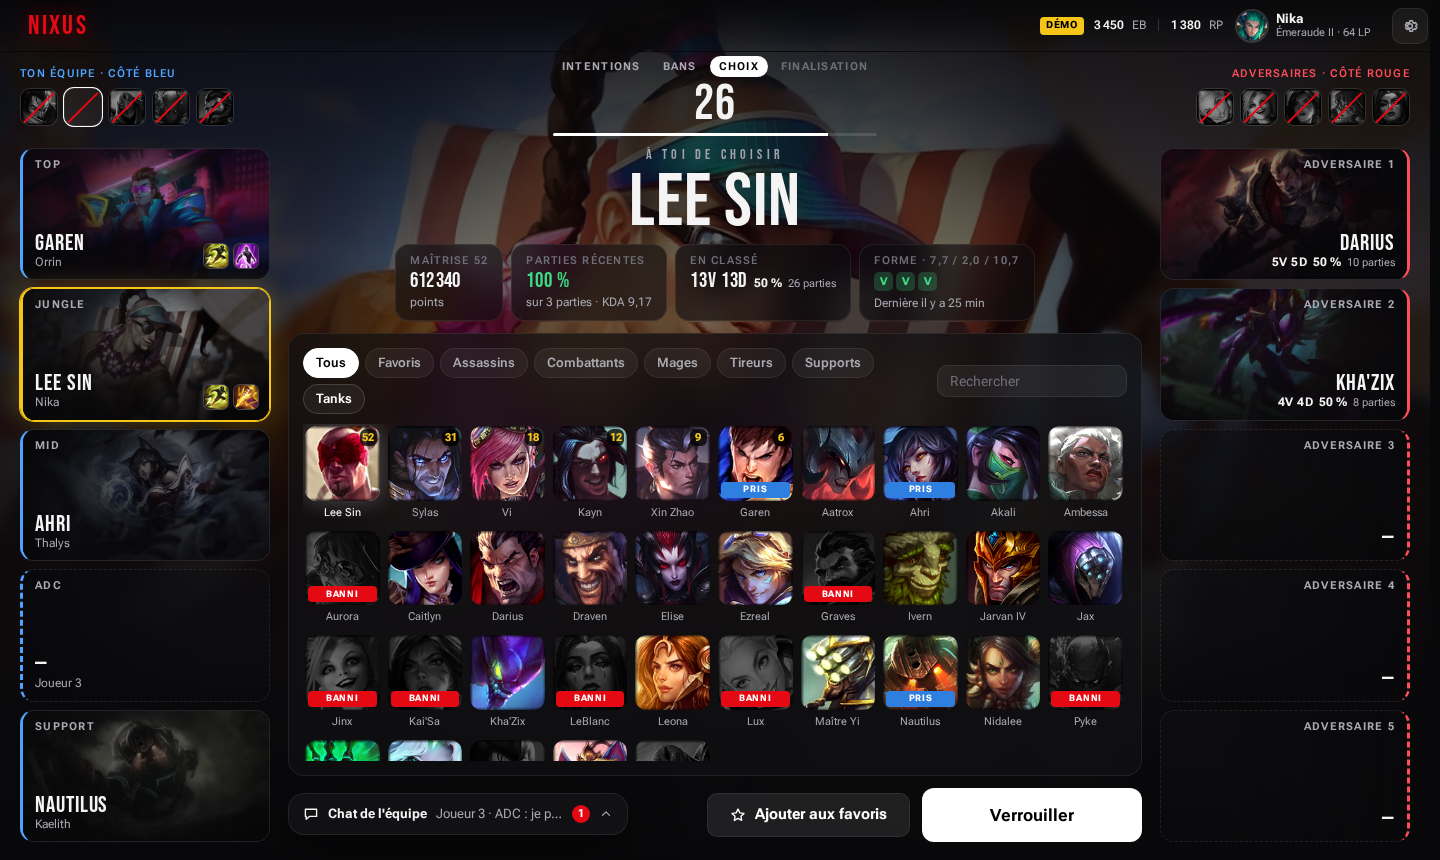 NIXUS
DÉMO 3 450 EB 1 380 RP
Nika
Émeraude II · 64 LP
TON ÉQUIPE · CÔTÉ BLEU
INTENTIONS BANS CHOIX FINALISATION
ADVERSAIRES · CÔTÉ ROUGE
26
À TOI DE CHOISIR
LEE SIN
MAÎTRISE 52
612 340
points
PARTIES RÉCENTES
100 %
sur 3 parties · KDA 9,17
EN CLASSÉ
13V 13D 50 % 26 parties
FORME · 7,7 / 2,0 / 10,7
V V V
Dernière il y a 25 min
TOP
GAREN
Orrin
JUNGLE
LEE SIN
Nika
MID
AHRI
Thalys
ADC
—
Joueur 3
SUPPORT
NAUTILUS
Kaelith
Tous Favoris Assassins Combattants Mages Tireurs Supports
Tanks
Rechercher
52 31 18 12 9 6
PRIS PRIS
Lee Sin Sylas Vi Kayn Xin Zhao Garen Aatrox Ahri Akali Ambessa
BANNI BANNI
Aurora Caitlyn Darius Draven Elise Ezreal Graves Ivern Jarvan IV Jax
BANNI BANNI BANNI BANNI PRIS BANNI
Jinx Kai'Sa Kha'Zix LeBlanc Leona Lux Maître Yi Nautilus Nidalee Pyke
Chat de l'équipe Joueur 3 · ADC : je p... 1
Ajouter aux favoris
Verrouiller
ADVERSAIRE 1
DARIUS
5V 5D 50 % 10 parties
ADVERSAIRE 2
KHA'ZIX
4V 4D 50 % 8 parties
ADVERSAIRE 3
—
ADVERSAIRE 4
—
ADVERSAIRE 5
—